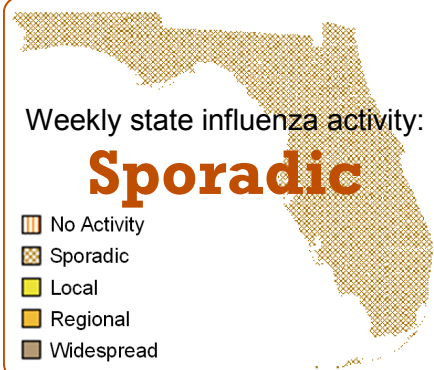 Weekly state influenza activity:
Sporadic
No Activity
Sporadic
Local
Regional
Widespread